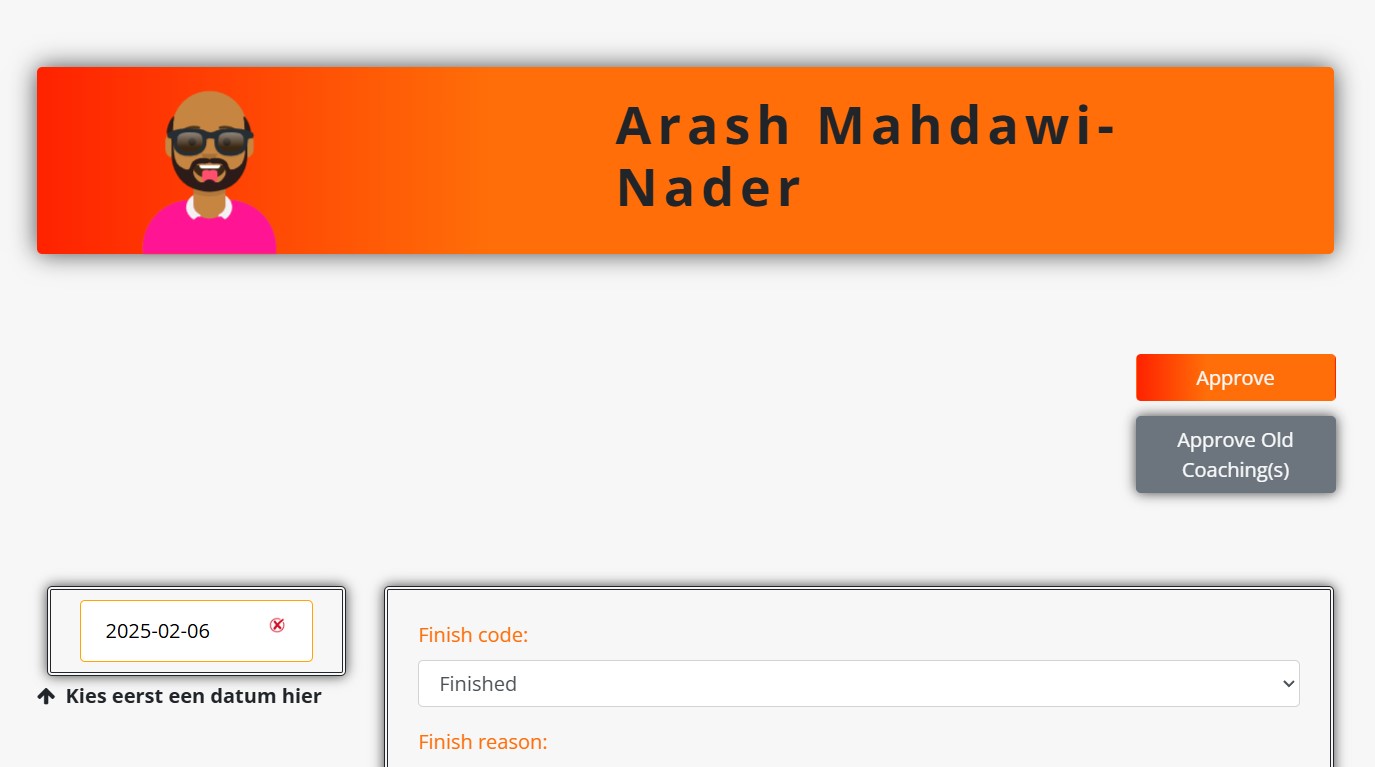 Arash Mahdawi-
Nader
Approve
Approve Old
Coaching(s)
2025-02-06
Kies eerst een datum hier
Finish code:
Finished
Finish reason: